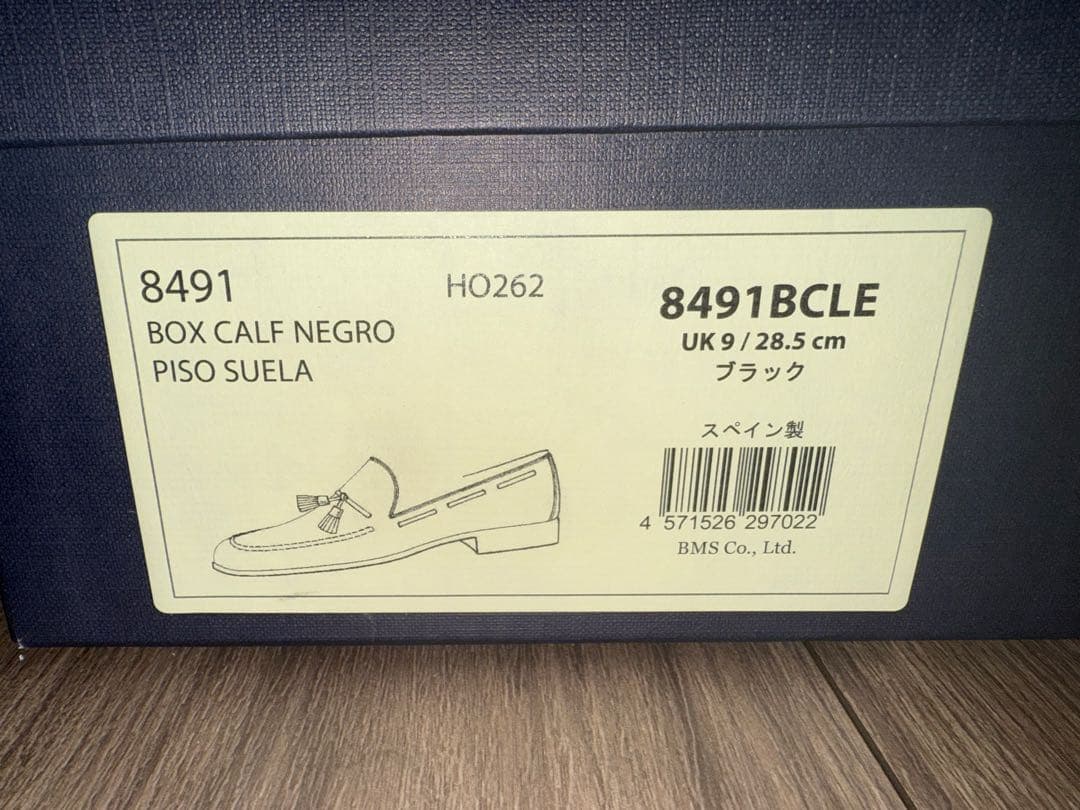 8491
HO262
BOX CALF NEGRO
PISO SUELA
8491BCLE
UK 9 / 28.5 cm
ブラック
スペイン製
4 571526 297022
BMS Co., Ltd.